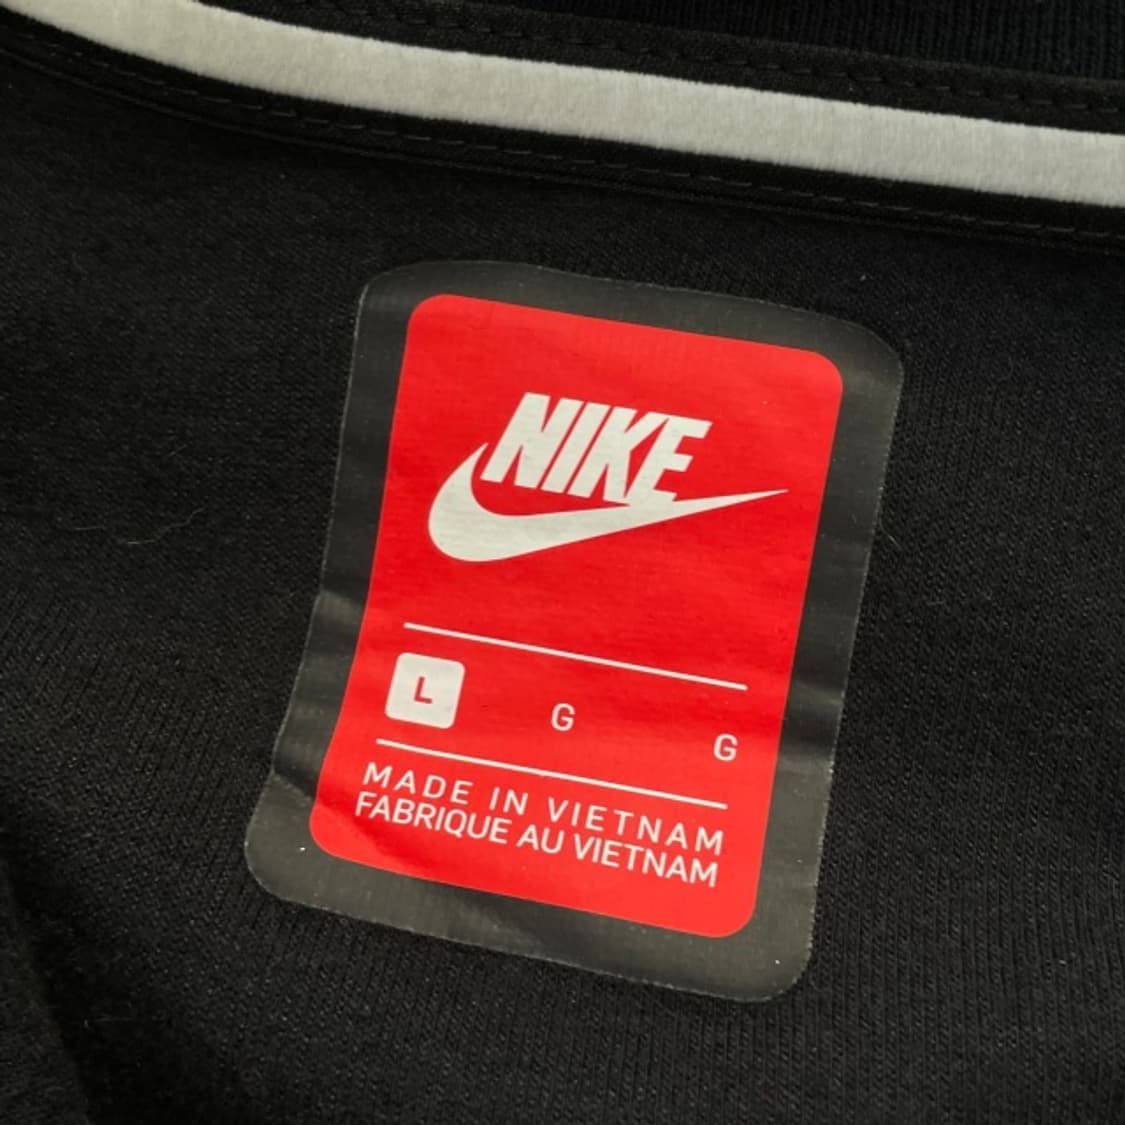 NIKE
L G G
MADE IN VIETNAM
FABRIQUE AU VIETNAM